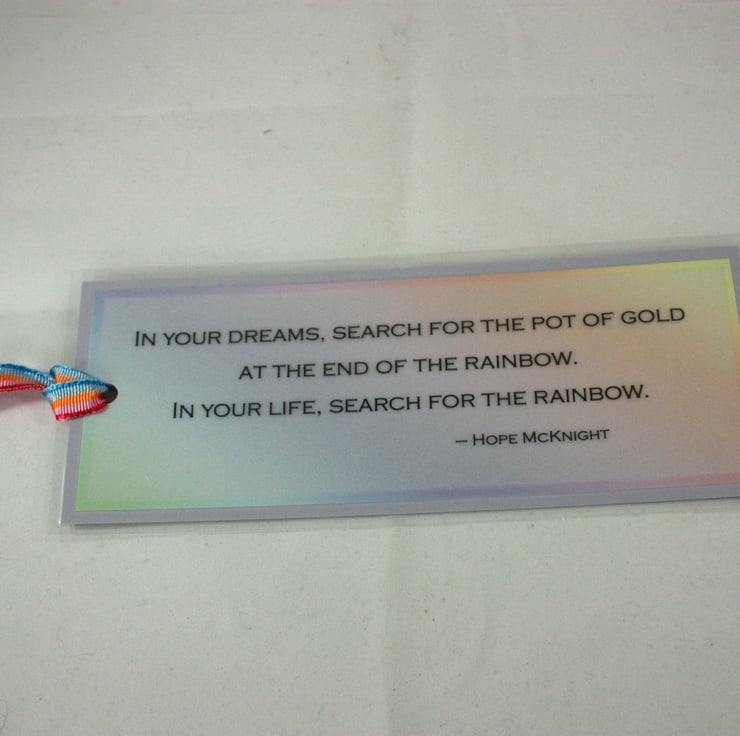 In your dreams, search for the pot of gold
at the end of the rainbow.
In your life, search for the rainbow.
— Hope McKnight